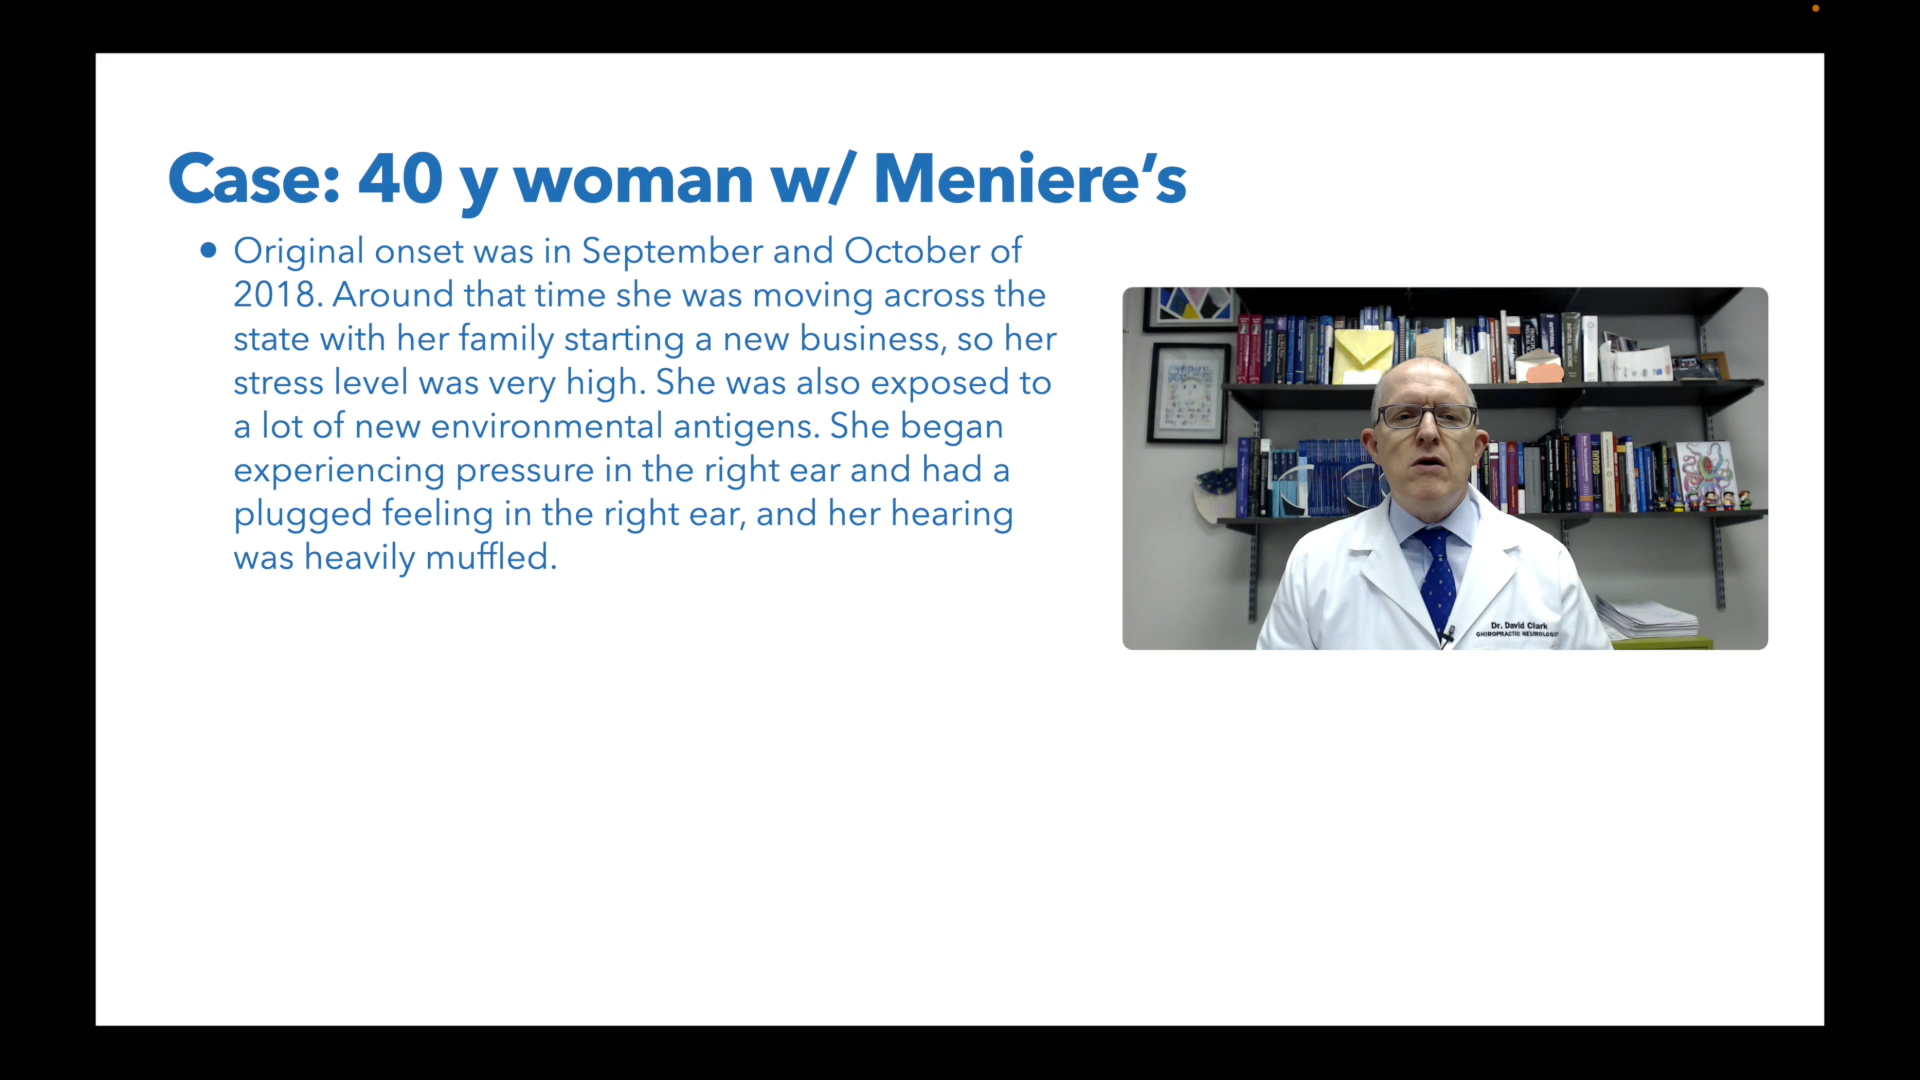 Case: 40 y woman w/ Meniere’s
• Original onset was in September and October of
2018. Around that time she was moving across the
state with her family starting a new business, so her
stress level was very high. She was also exposed to
a lot of new environmental antigens. She began
experiencing pressure in the right ear and had a
plugged feeling in the right ear, and her hearing
was heavily muffled.
Dr. David Clark
CHIROPRACTIC NEUROLOGIST